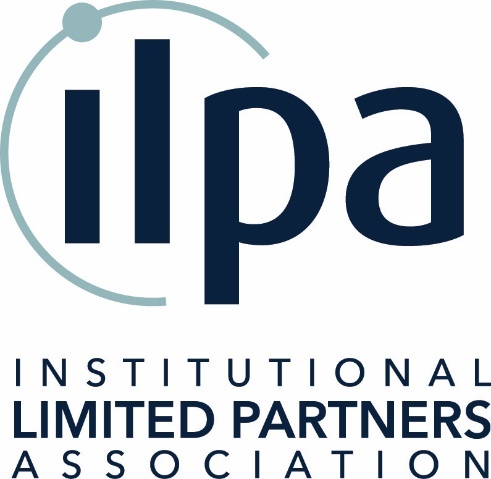 ilpa
INSTITUTIONAL
LIMITED PARTNERS
ASSOCIATION